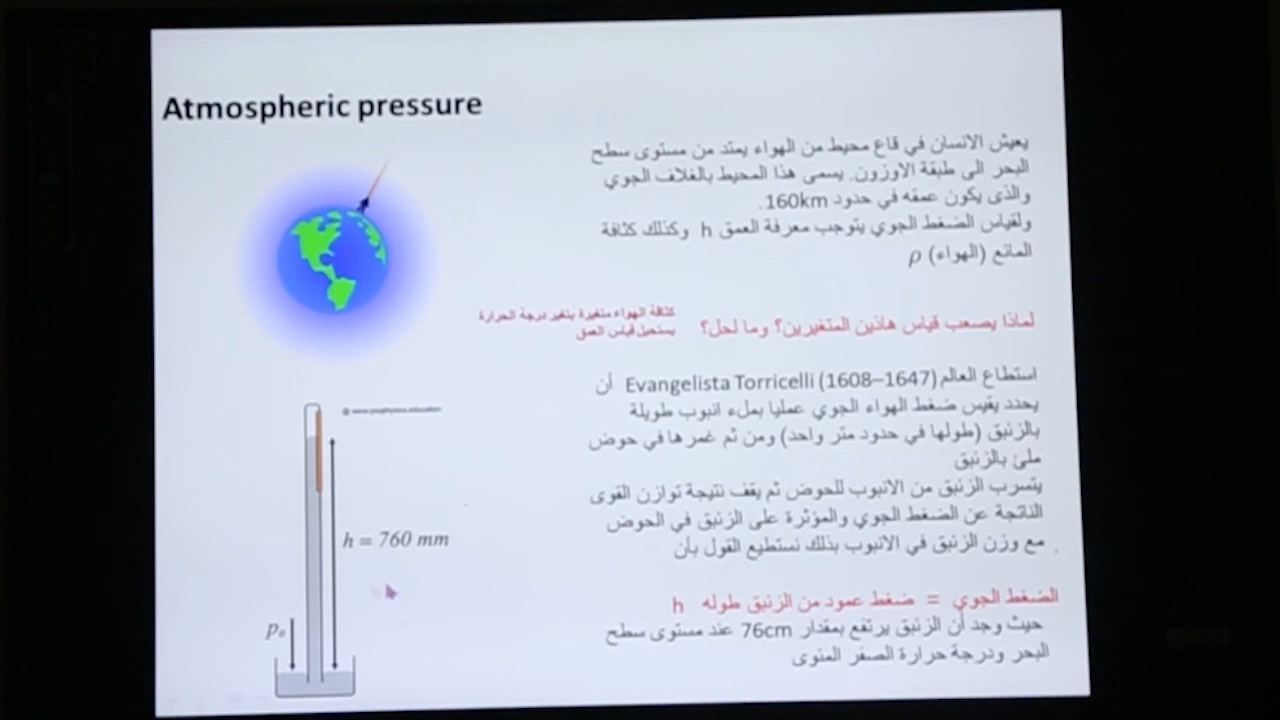 Atmospheric pressure
يعيش الانسان في قاع محيط من الهواء يمتد من مستوى سطح
البحر الى طبقة الاوزون. يسمى هذا المحيط بالغلاف الجوي
والذى يكون عمقه في حدود 160km.
ولقياس الضغط الجوي يتوجب معرفة العمق h وكذلك كثافة
المائع (الهواء) ρ
لماذا يصعب قياس هاذين المتغيرين؟ وما لحل؟
كثافة الهواء متغيرة بتغير درجة الحرارة
يستحيل قياس العمق
استطاع العالم Evangelista Torricelli (1608–1647) أن
يحدد بقيس ضغط الهواء الجوي عمليا بملء انبوب طويلة
بالزئبق (طولها في حدود متر واحد) ومن ثم غمرها في حوض
ملئ بالزئبق
يتسرب الزئبق من الانبوب للحوض ثم يقف نتيجة توازن القوى
الناتجة عن الضغط الجوي والمؤثرة على الزئبق في الحوض
مع وزن الزئبق في الانبوب بذلك نستطيع القول بأن
الضغط الجوي = ضغط عمود من الزئبق طوله h
حيث وجد أن الزئبق يرتفع بمقدار 76cm عند مستوى سطح
البحر ودرجة حرارة الصفر المئوى
h = 760 mm